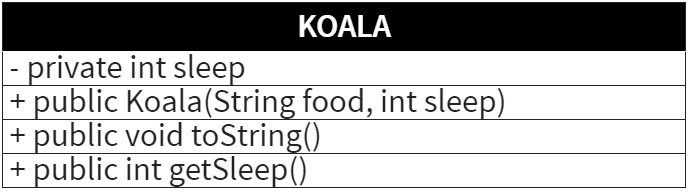 KOALA
- private int sleep
+ public Koala(String food, int sleep)
+ public void toString()
+ public int getSleep()